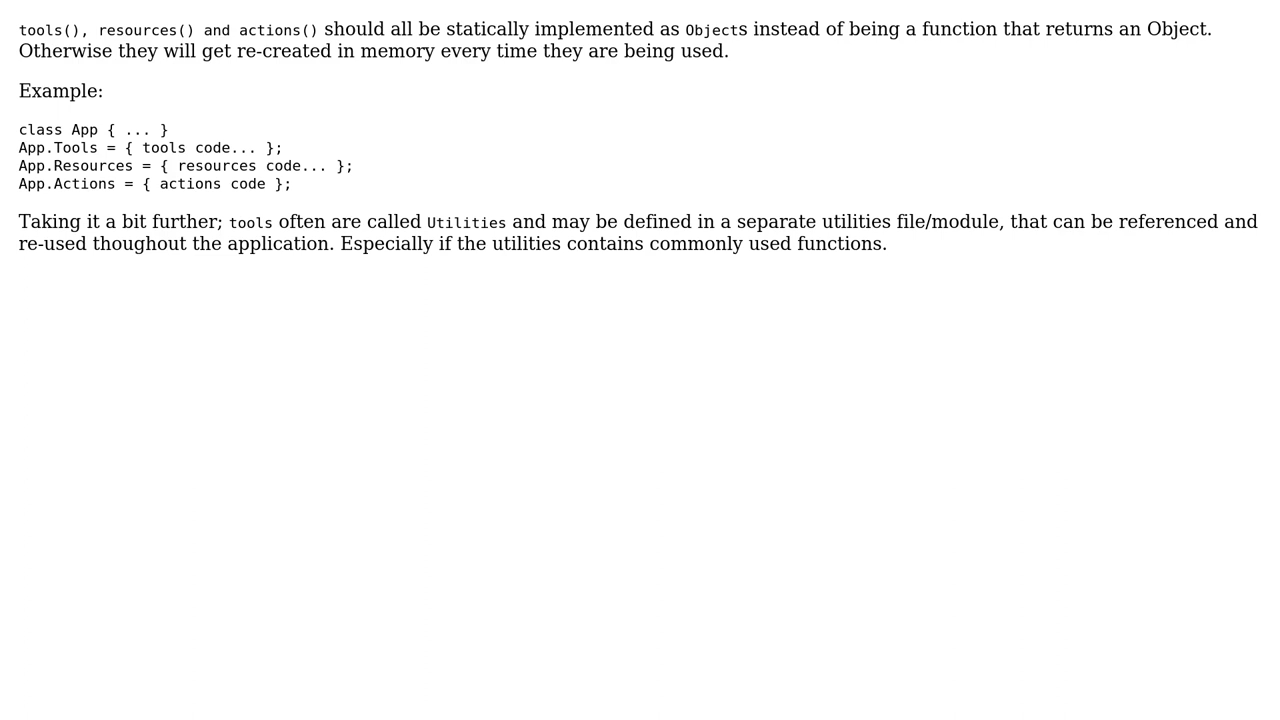 tools(), resources() and actions() should all be statically implemented as Objects instead of being a function that returns an Object.
Otherwise they will get re-created in memory every time they are being used.
Example:
class App { ... }
App.Tools = { tools code... };
App.Resources = { resources code... };
App.Actions = { actions code };
Taking it a bit further; tools often are called Utilities and may be defined in a separate utilities file/module, that can be referenced and
re-used thoughout the application. Especially if the utilities contains commonly used functions.